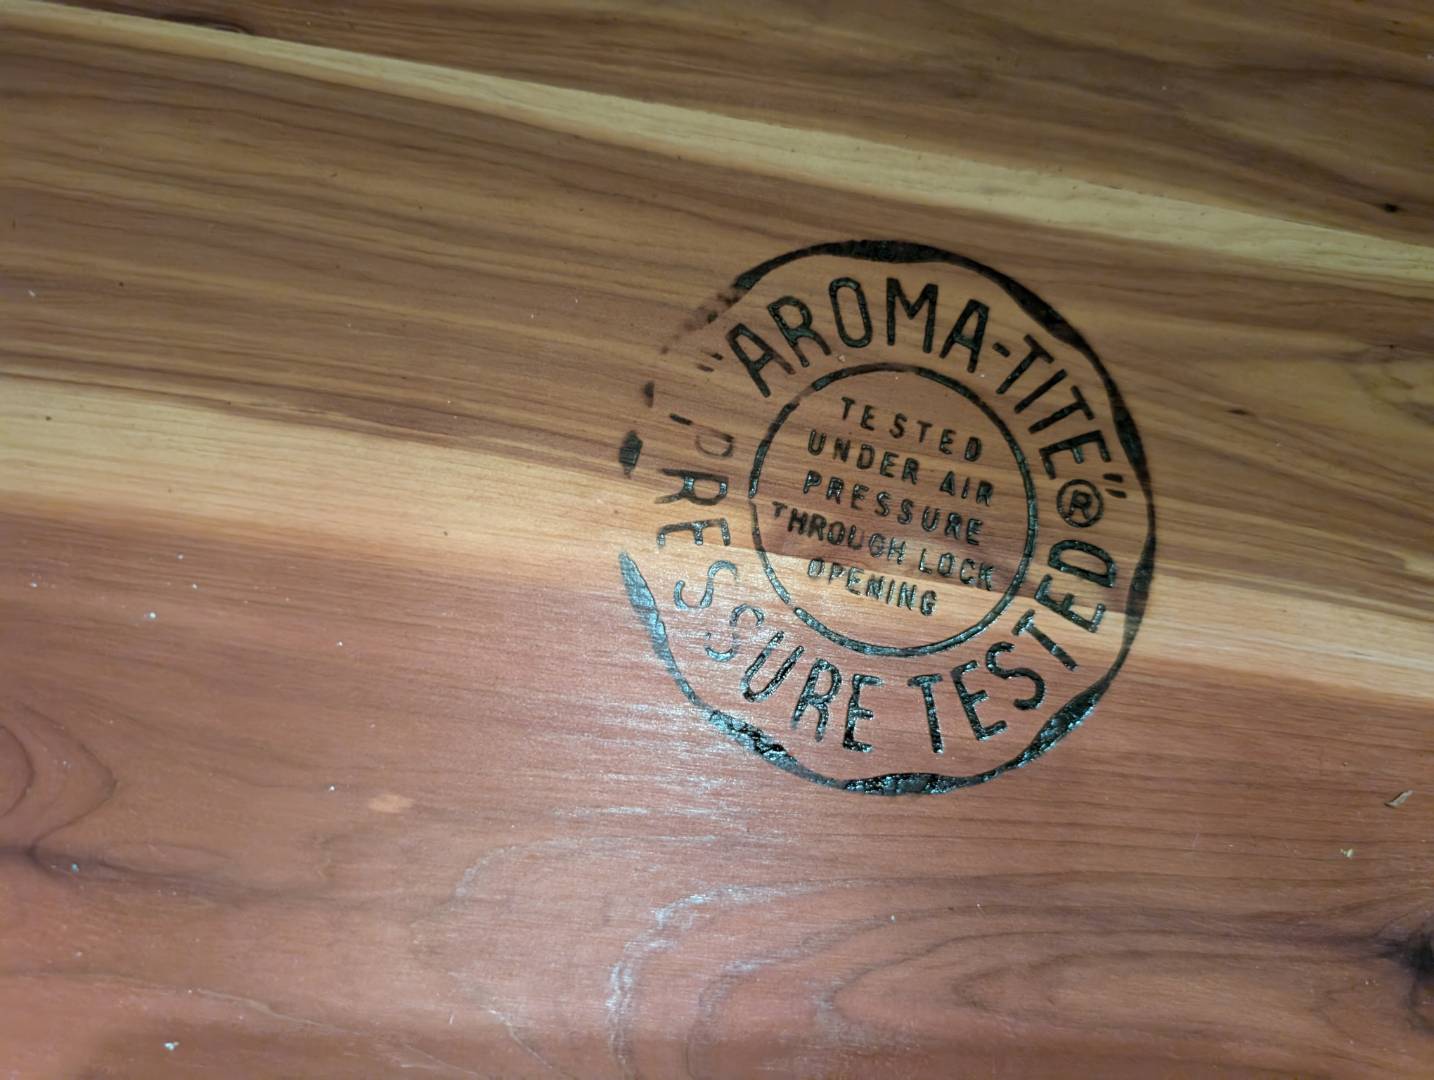 "AROMA-TITE"®
PRESSURE TESTED
TESTED
UNDER AIR
PRESSURE
THROUGH LOCK
OPENING